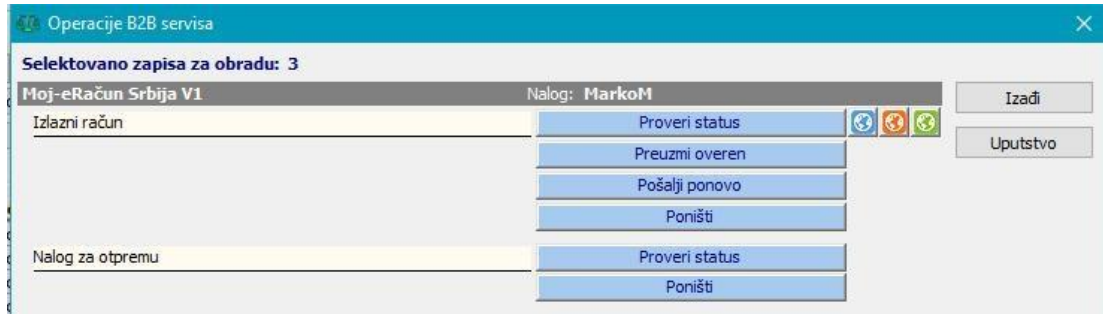 Operacije B2B servisa
Selektovano zapisa za obradu: 3
Moj-eRačun Srbija V1 Nalog: MarkoM
Izađi
Izlazni račun Proveri status
Uputstvo
Preuzmi overen
Pošalji ponovo
Poništi
Nalog za otpremu Proveri status
Poništi